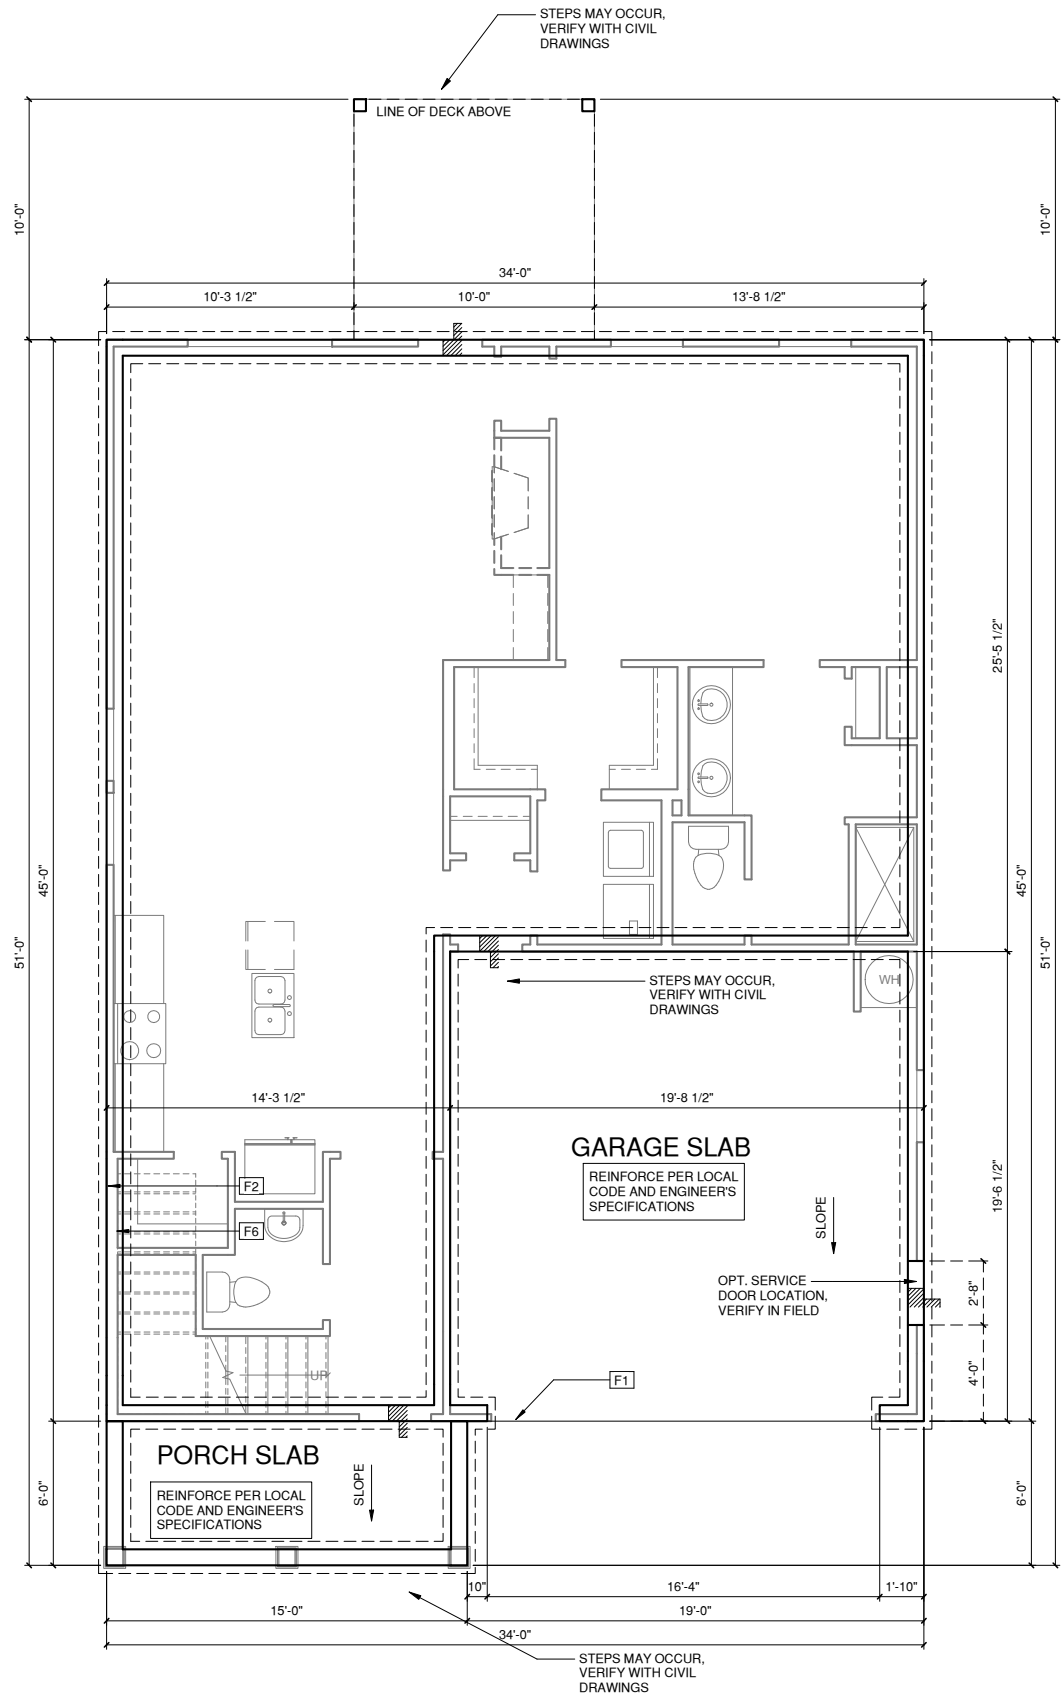 STEPS MAY OCCUR,
VERIFY WITH CIVIL
DRAWINGS
LINE OF DECK ABOVE
10'-0"
10'-0"
34'-0"
10'-3 1/2"
10'-0"
13'-8 1/2"
25'-5 1/2"
45'-0"
51'-0"
45'-0"
51'-0"
WH
STEPS MAY OCCUR,
VERIFY WITH CIVIL
DRAWINGS
14'-3 1/2"
19'-8 1/2"
GARAGE SLAB
REINFORCE PER LOCAL
CODE AND ENGINEER'S
SPECIFICATIONS
F2
F6
SLOPE
19'-6 1/2"
OPT. SERVICE
DOOR LOCATION,
VERIFY IN FIELD
2'-8"
4'-0"
UP
F1
PORCH SLAB
REINFORCE PER LOCAL
CODE AND ENGINEER'S
SPECIFICATIONS
SLOPE
6'-0"
6'-0"
10"
16'-4"
1'-10"
15'-0"
19'-0"
34'-0"
STEPS MAY OCCUR,
VERIFY WITH CIVIL
DRAWINGS